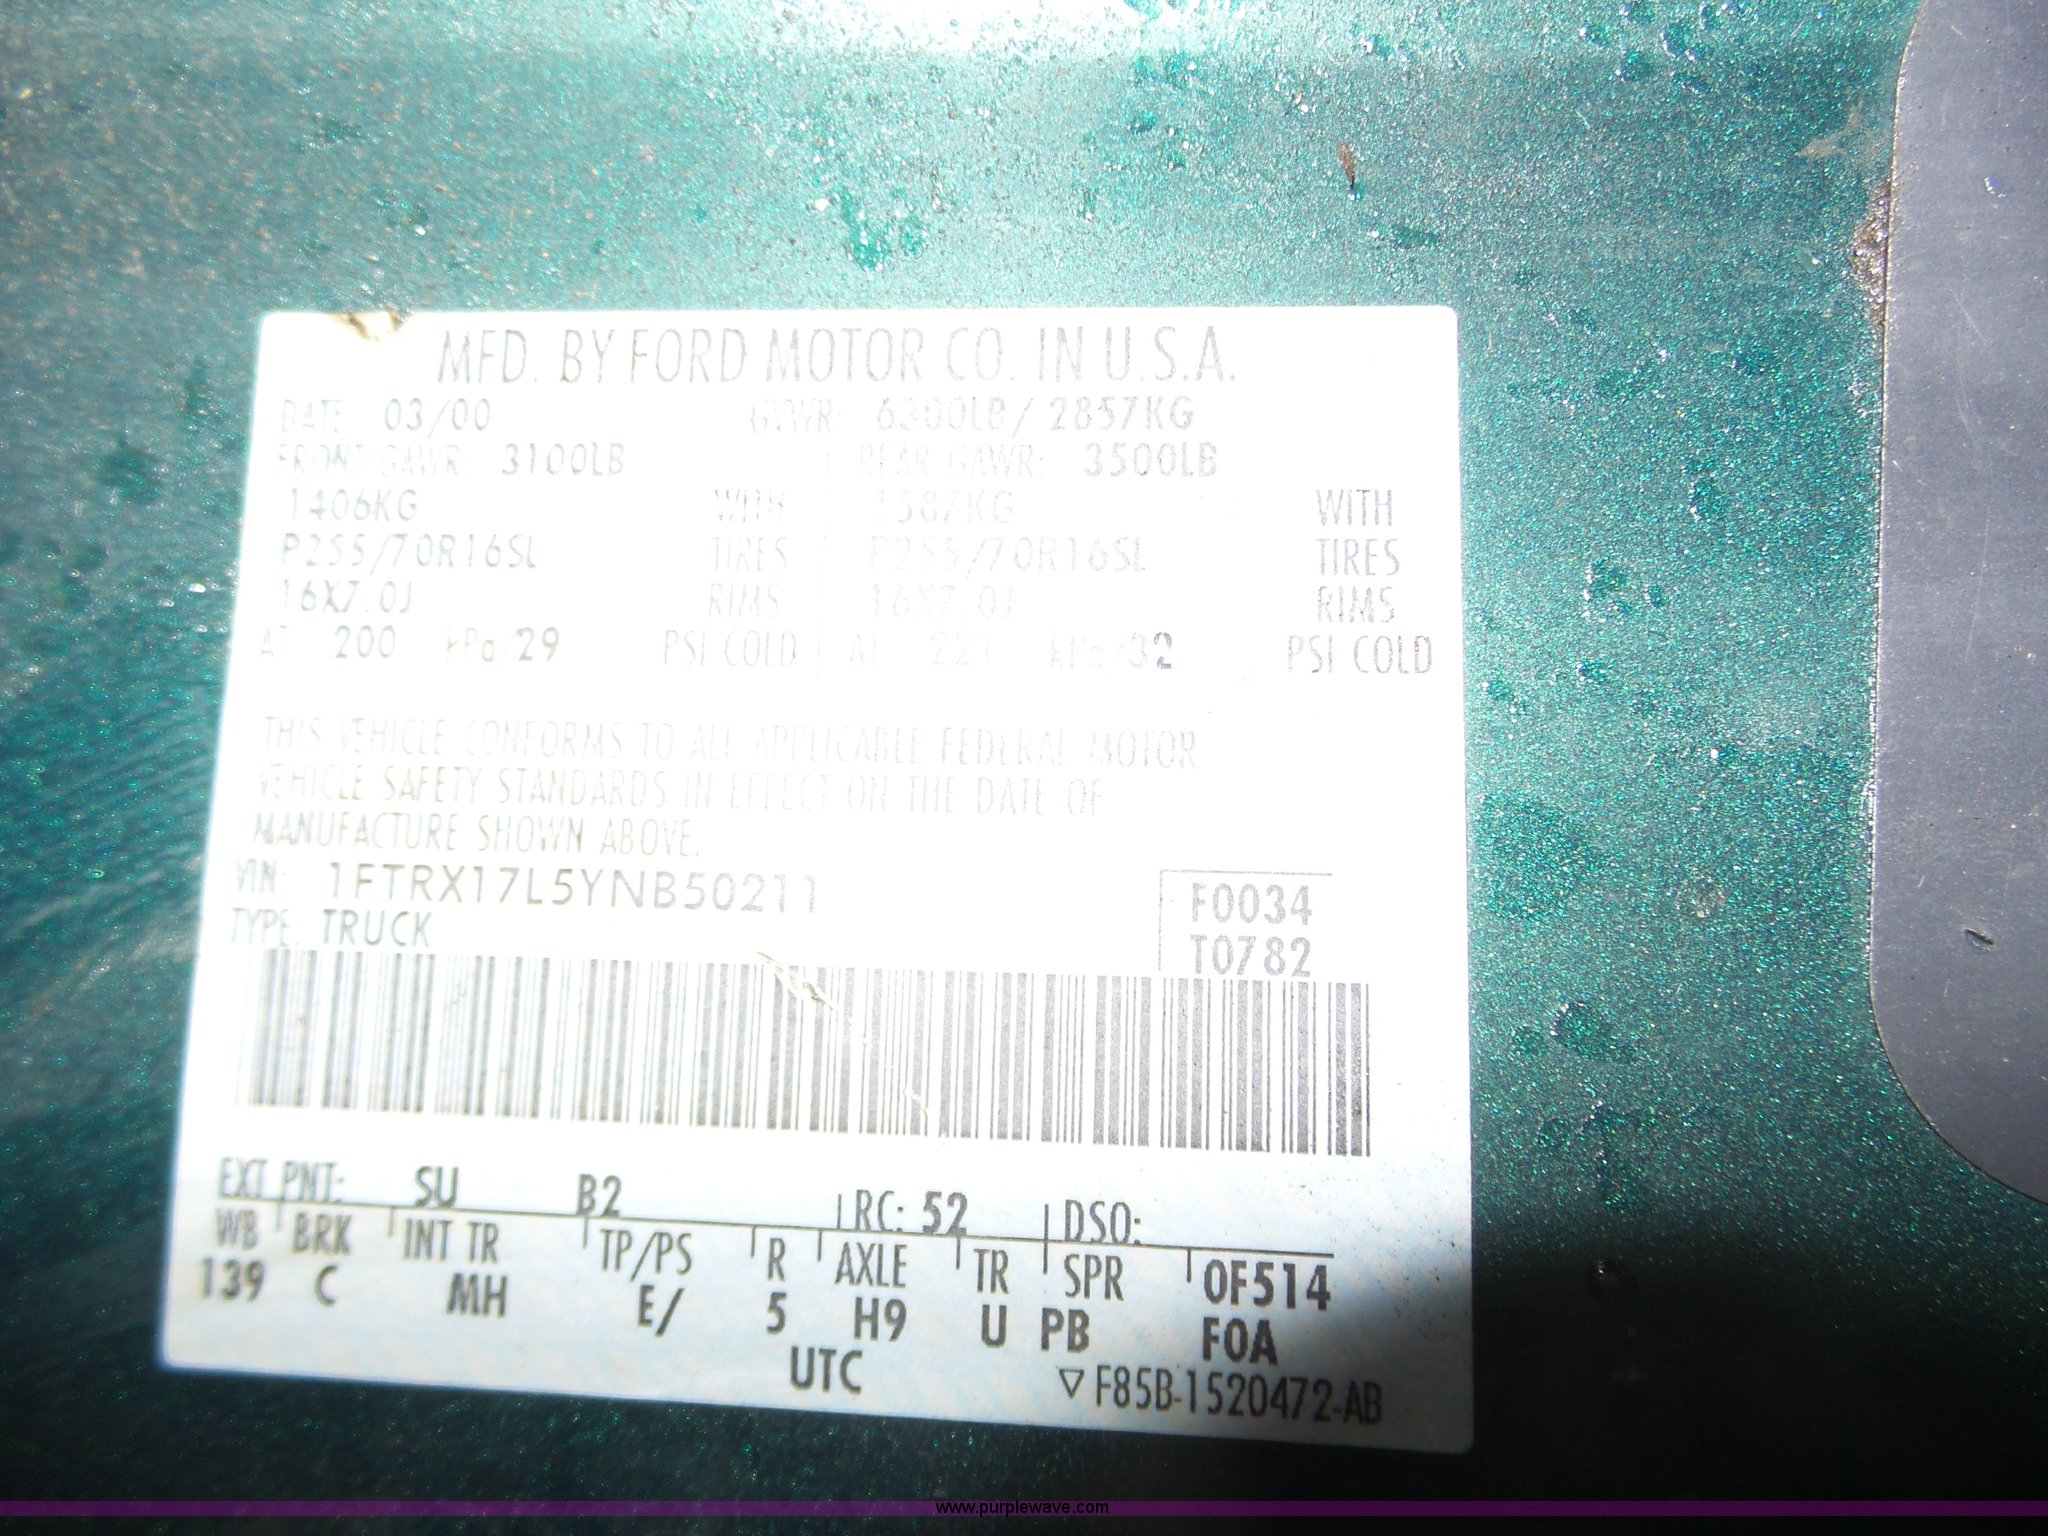 MFD. BY FORD MOTOR CO. IN U.S.A.
DATE 03/00 GVWR: 6300LB/ 2857KG
FRONT GAWR: 3100LB REAR GAWR: 3500LB
1406KG WITH 1587KG WITH
P255/70R16SL TIRES P255/70R16SL TIRES
16X7.0J RIMS 16X7.0J RIMS
AT 200 kPa/29 PSI COLD AT 221 kPa/32 PSI COLD
THIS VEHICLE CONFORMS TO ALL APPLICABLE FEDERAL MOTOR
VEHICLE SAFETY STANDARDS IN EFFECT ON THE DATE OF
MANUFACTURE SHOWN ABOVE.
VIN: 1FTRX17L5YNB50211 F0034
TYPE: TRUCK T0782
EXT PNT: SU B2 RC: 52 DSO:
WB BRK INT TR TP/PS R AXLE TR SPR 0F514
139 C MH E/ 5 H9 U PB F0A
UTC ▽F85B-1520472-AB
www.purplewave.com